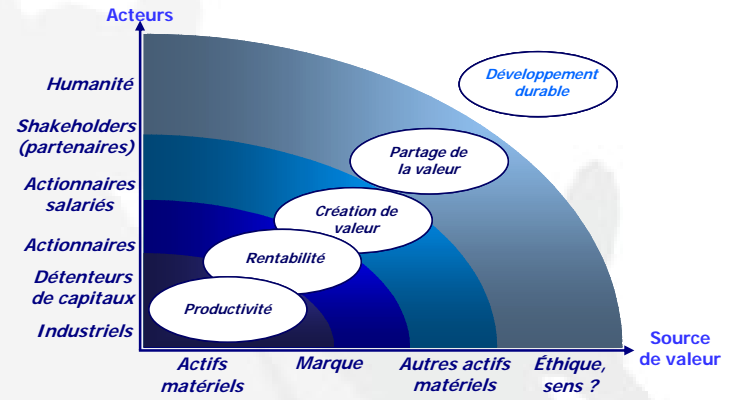 Acteurs
Humanité
Shakeholders
(partenaires)
Actionnaires
salariés
Actionnaires
Détenteurs
de capitaux
Industriels
Développement
durable
Partage de
la valeur
Création de
valeur
Rentabilité
Productivité
Actifs
matériels
Marque
Autres actifs
matériels
Éthique,
sens ?
Source
de valeur